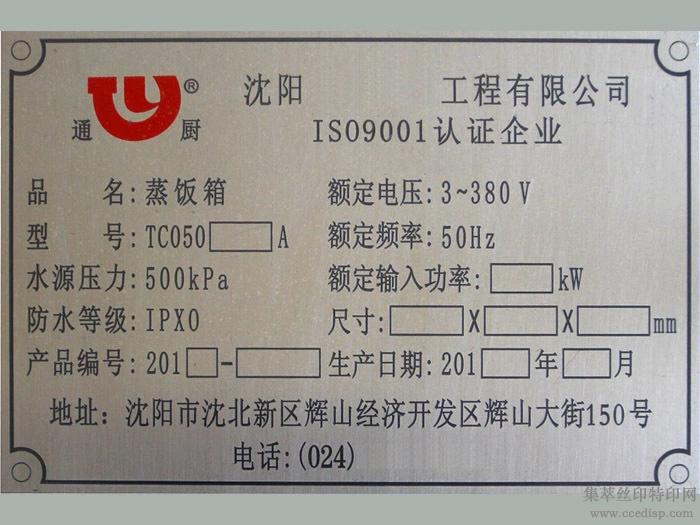 沈阳 工程有限公司
通 厨 ®
ISO9001认证企业
品 名:蒸饭箱 额定电压:3~380V
型 号:TC050 A 额定频率:50Hz
水源压力:500kPa 额定输入功率: kW
防水等级:IPX0 尺寸: X X mm
产品编号:201 - 生产日期:201 年 月
地址:沈阳市沈北新区辉山经济开发区辉山大街150号
电话:(024)
集萃丝印特印网
www.ccedisp.com